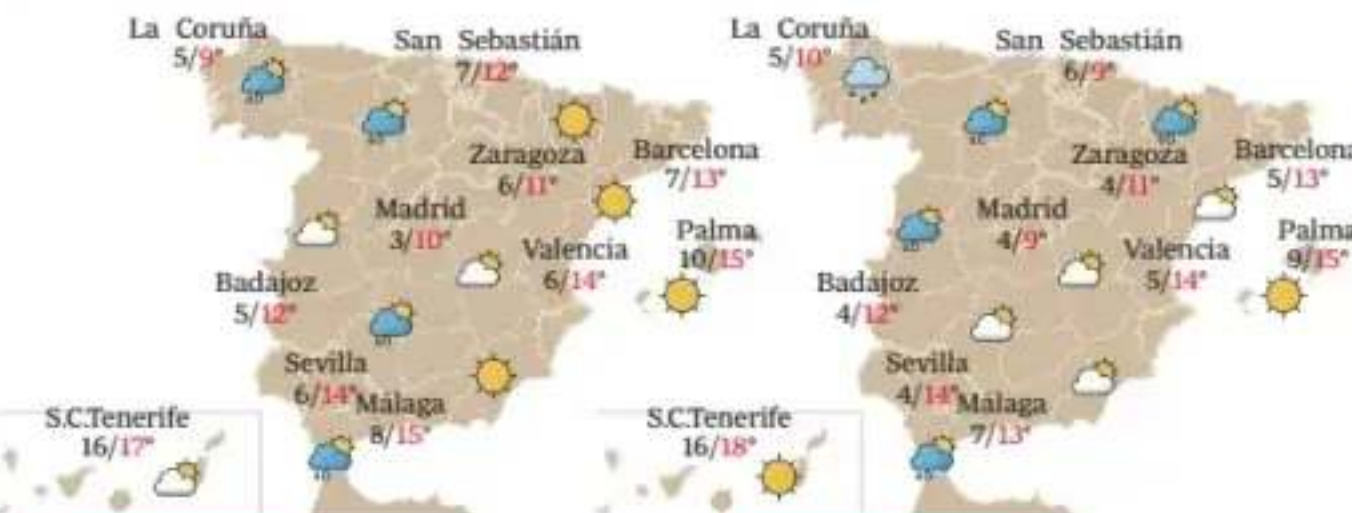 La Coruña
5/9°
San Sebastián
7/12°
Zaragoza
6/11°
Barcelona
7/13°
Madrid
3/10°
Valencia
6/14°
Palma
10/15°
Badajoz
5/12°
Sevilla
6/14°
Málaga
8/15°
S.C.Tenerife
16/17°
La Coruña
5/10°
San Sebastián
6/9°
Zaragoza
4/11°
Barcelona
5/13°
Madrid
4/9°
Valencia
5/14°
Palma
9/15°
Badajoz
4/12°
Sevilla
4/14°
Málaga
7/13°
S.C.Tenerife
16/18°